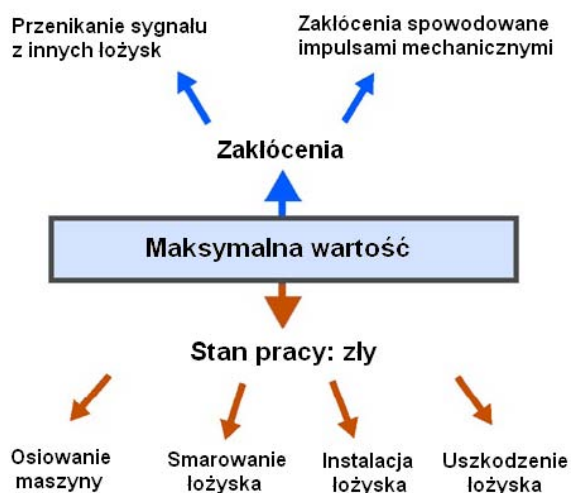 Przenikanie sygnału
z innych łożysk
Zakłócenia spowodowane
impulsami mechanicznymi
Zakłócenia
Maksymalna wartość
Stan pracy: zły
Osiowanie
maszyny
Smarowanie
łożyska
Instalacja
łożyska
Uszkodzenie
łożyska